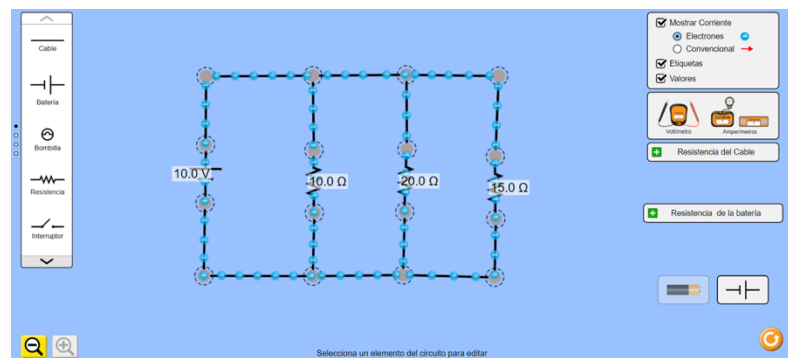 Cable
Batería
Bombilla
Resistencia
Interruptor
10.0 V
10.0 Ω
20.0 Ω
15.0 Ω
Mostrar Corriente
Electrones
Convencional
Etiquetas
Valores
Voltímetro
Amperímetros
Resistencia del Cable
Resistencia de la batería
Selecciona un elemento del circuito para editar